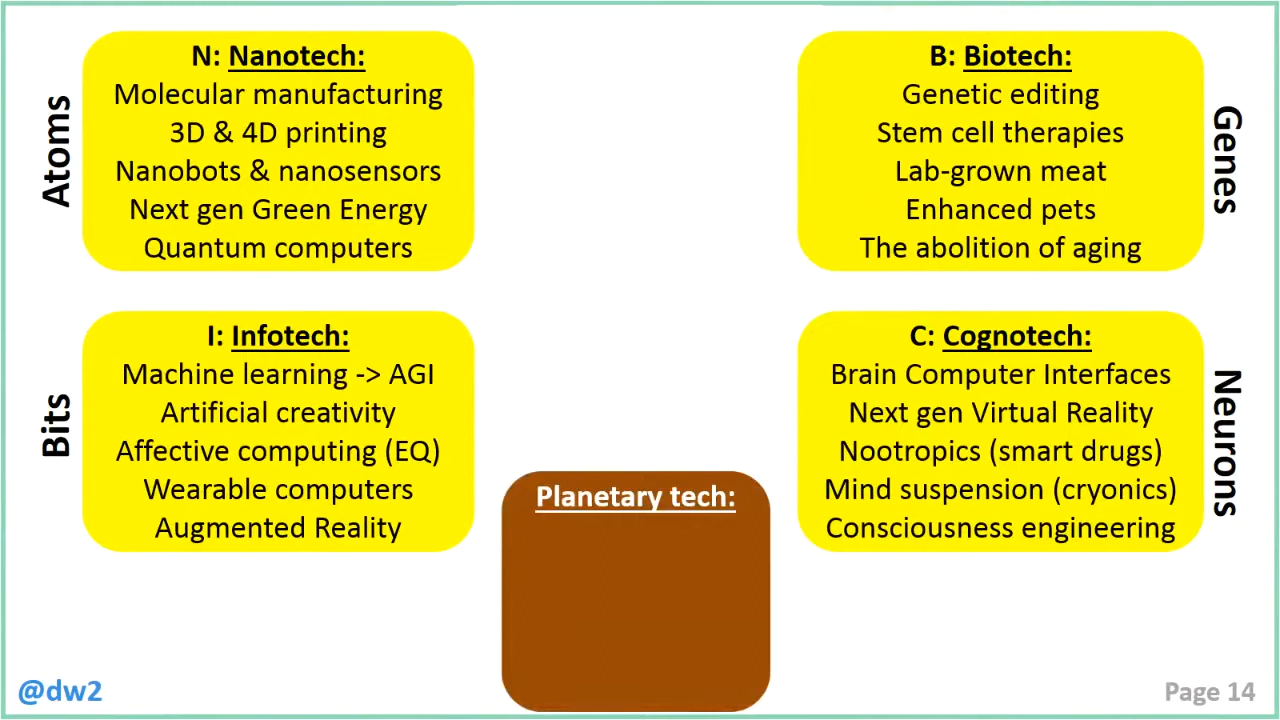 Atoms
N: Nanotech:
Molecular manufacturing
3D & 4D printing
Nanobots & nanosensors
Next gen Green Energy
Quantum computers
B: Biotech:
Genetic editing
Stem cell therapies
Lab-grown meat
Enhanced pets
The abolition of aging
Genes
Bits
I: Infotech:
Machine learning -> AGI
Artificial creativity
Affective computing (EQ)
Wearable computers
Augmented Reality
C: Cognotech:
Brain Computer Interfaces
Next gen Virtual Reality
Nootropics (smart drugs)
Mind suspension (cryonics)
Consciousness engineering
Neurons
Planetary tech:
@dw2
Page 14